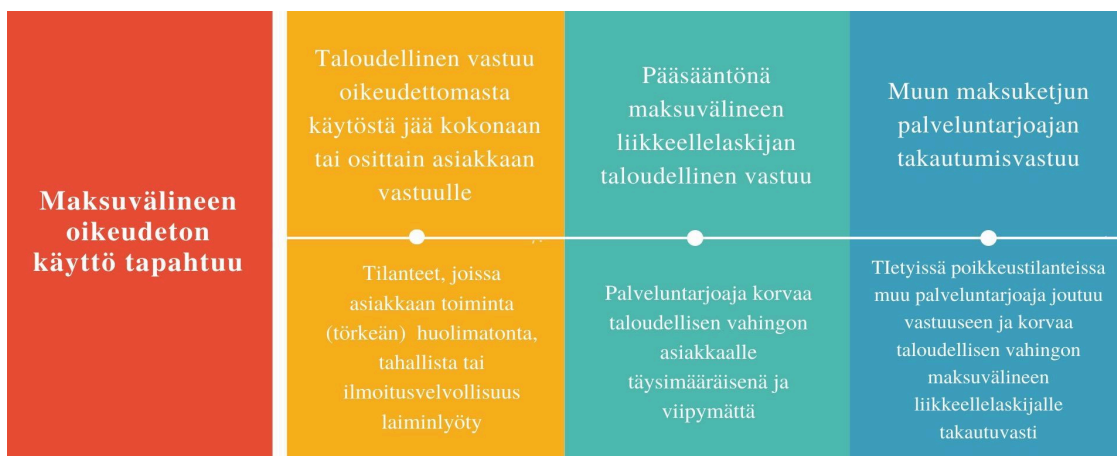 Maksuvälineen
oikeudeton
käyttö tapahtuu
Taloudellinen vastuu
oikeudettomasta
käytöstä jää kokonaan
tai osittain asiakkaan
vastuulle
Tilanteet, joissa
asiakkaan toiminta
(törkeän) huolimatonta,
tahallista tai
ilmoitusvelvollisuus
laiminlyöty
Pääsääntönä
maksuvälineen
liikkeellelaskijan
taloudellinen vastuu
Palveluntarjoaja korvaa
taloudellisen vahingon
asiakkaalle
täysimääräisenä ja
viipymättä
Muun maksuketjun
palveluntarjoajan
takautumisvastuu
TIetyissä poikkeustilanteissa
muu palveluntarjoaja joutuu
vastuuseen ja korvaa
taloudellisen vahingon
maksuvälineen
liikkeellelaskijalle
takautuvasti